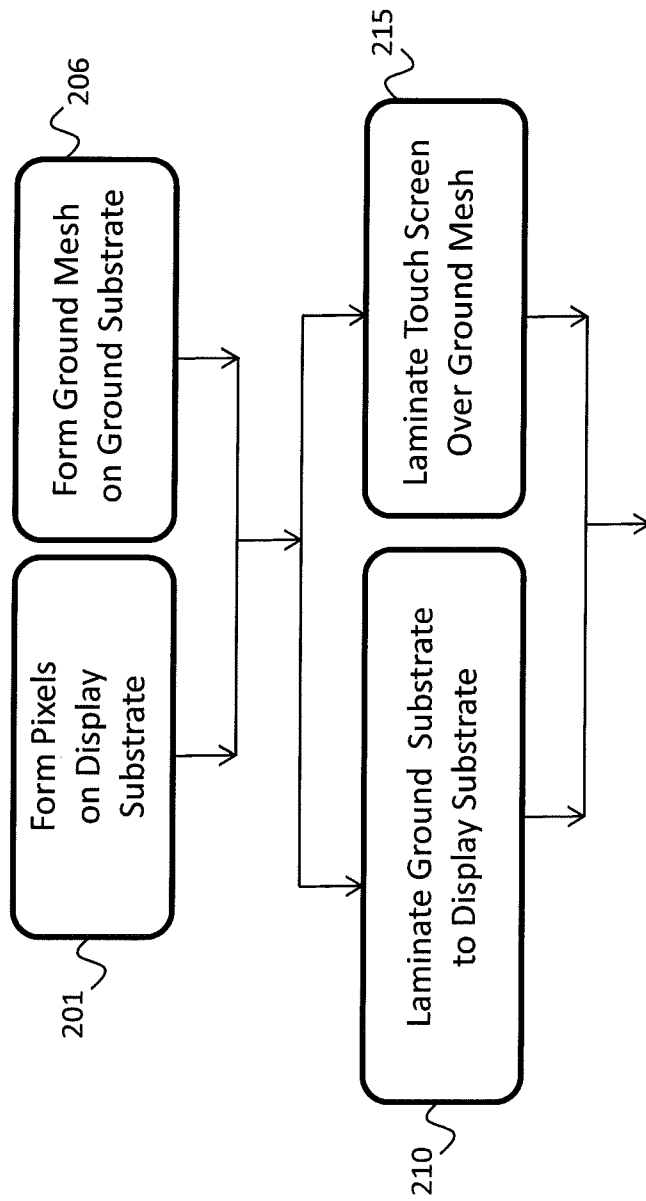 201
Form Pixels
on Display
Substrate
206
Form Ground Mesh
on Ground Substrate
210
Laminate Ground Substrate
to Display Substrate
215
Laminate Touch Screen
Over Ground Mesh